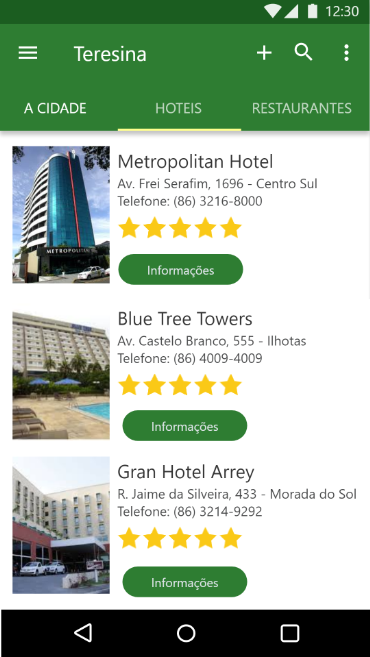 12:30
Teresina
A CIDADE
HOTEIS
RESTAURANTES
Metropolitan Hotel
Av. Frei Serafim, 1696 - Centro Sul
Telefone: (86) 3216-8000
METROPOLITAN
Informações
Blue Tree Towers
Av. Castelo Branco, 555 - Ilhotas
Telefone: (86) 4009-4009
Informações
Gran Hotel Arrey
R. Jaime da Silveira, 433 - Morada do Sol
Telefone: (86) 3214-9292
Informações